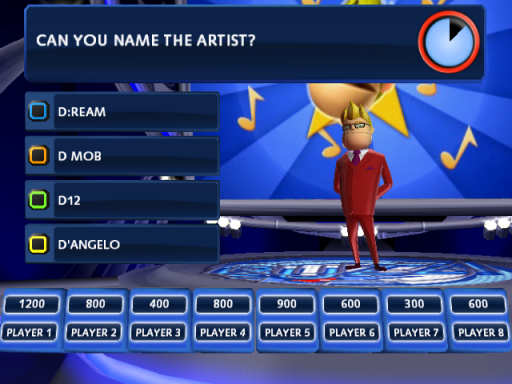 CAN YOU NAME THE ARTIST?
D:REAM
D MOB
D12
D'ANGELO
1200 800 400 800 900 600 300 600
PLAYER 1 PLAYER 2 PLAYER 3 PLAYER 4 PLAYER 5 PLAYER 6 PLAYER 7 PLAYER 8